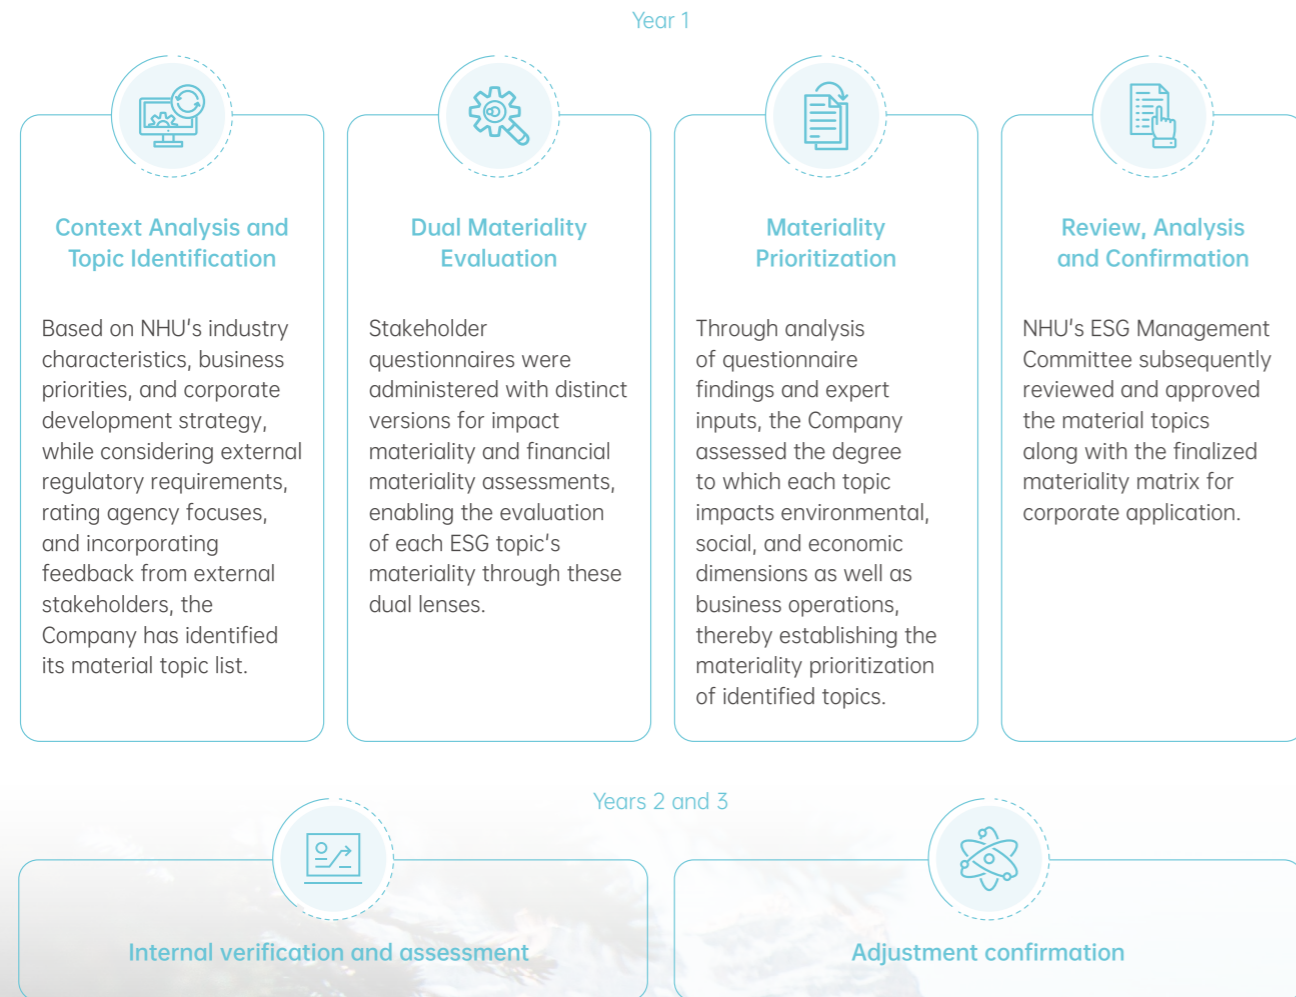 Year 1
Context Analysis and
Topic Identification
Based on NHU's industry
characteristics, business
priorities, and corporate
development strategy,
while considering external
regulatory requirements,
rating agency focuses,
and incorporating
feedback from external
stakeholders, the
Company has identified
its material topic list.
Dual Materiality
Evaluation
Stakeholder
questionnaires were
administered with distinct
versions for impact
materiality and financial
materiality assessments,
enabling the evaluation
of each ESG topic's
materiality through these
dual lenses.
Materiality
Prioritization
Through analysis
of questionnaire
findings and expert
inputs, the Company
assessed the degree
to which each topic
impacts environmental,
social, and economic
dimensions as well as
business operations,
thereby establishing the
materiality prioritization
of identified topics.
Review, Analysis
and Confirmation
NHU's ESG Management
Committee subsequently
reviewed and approved
the material topics
along with the finalized
materiality matrix for
corporate application.
Years 2 and 3
Internal verification and assessment
Adjustment confirmation